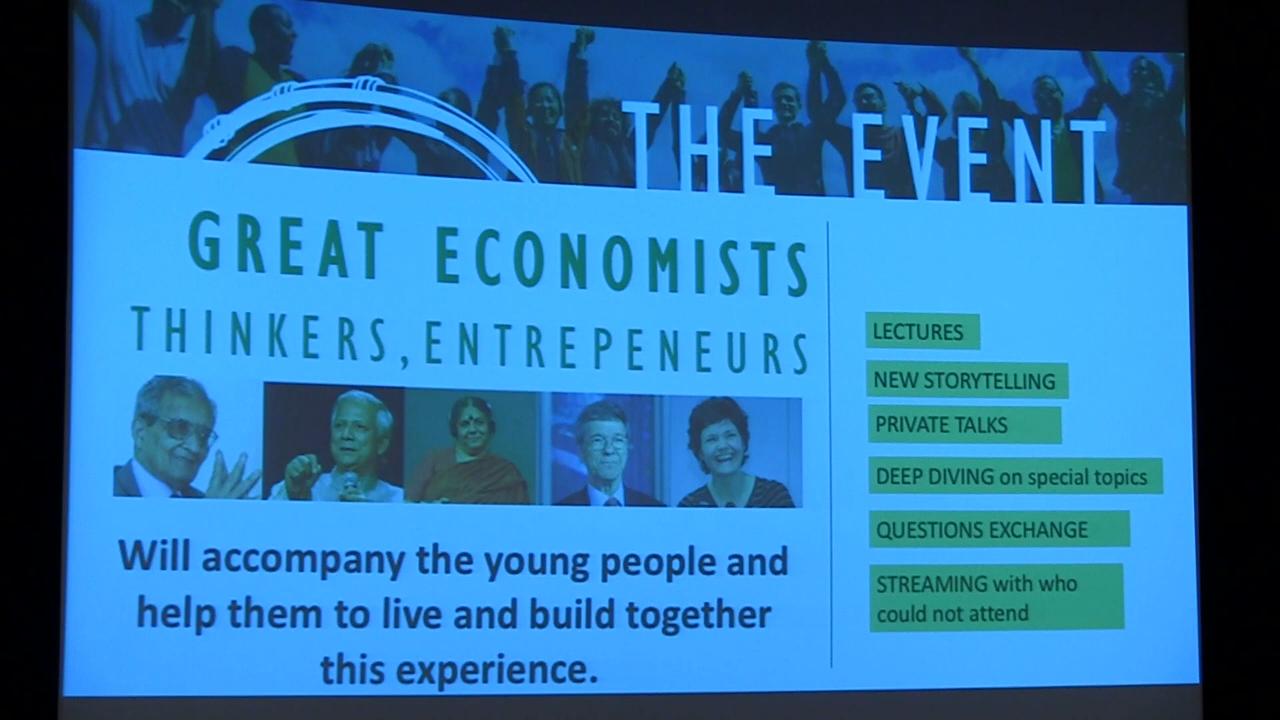 THE EVENT
GREAT ECONOMISTS
THINKERS, ENTREPENEURS
Will accompany the young people and
help them to live and build together
this experience.
LECTURES
NEW STORYTELLING
PRIVATE TALKS
DEEP DIVING on special topics
QUESTIONS EXCHANGE
STREAMING with who
could not attend